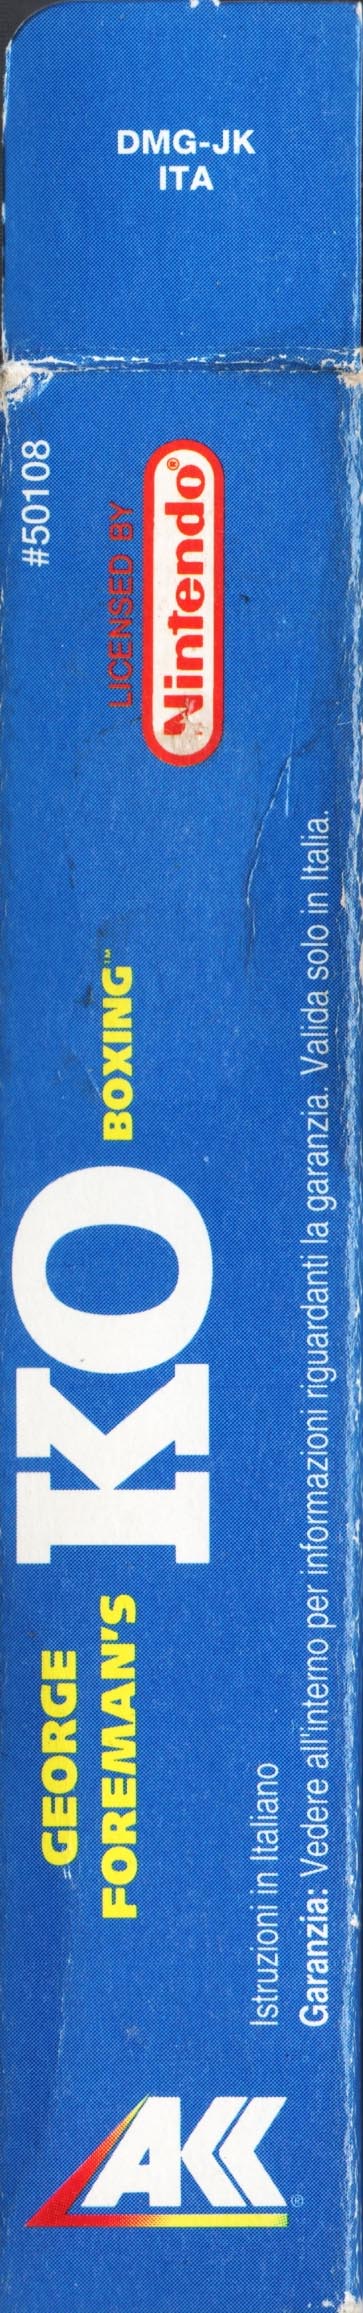 DMG-JK
ITA
#50108
LICENSED BY
Nintendo®
GEORGE
FOREMAN'S
KO
BOXING™
Istruzioni in Italiano
Garanzia: Vedere all'interno per informazioni riguardanti la garanzia. Valida solo in Italia.
AKK
®